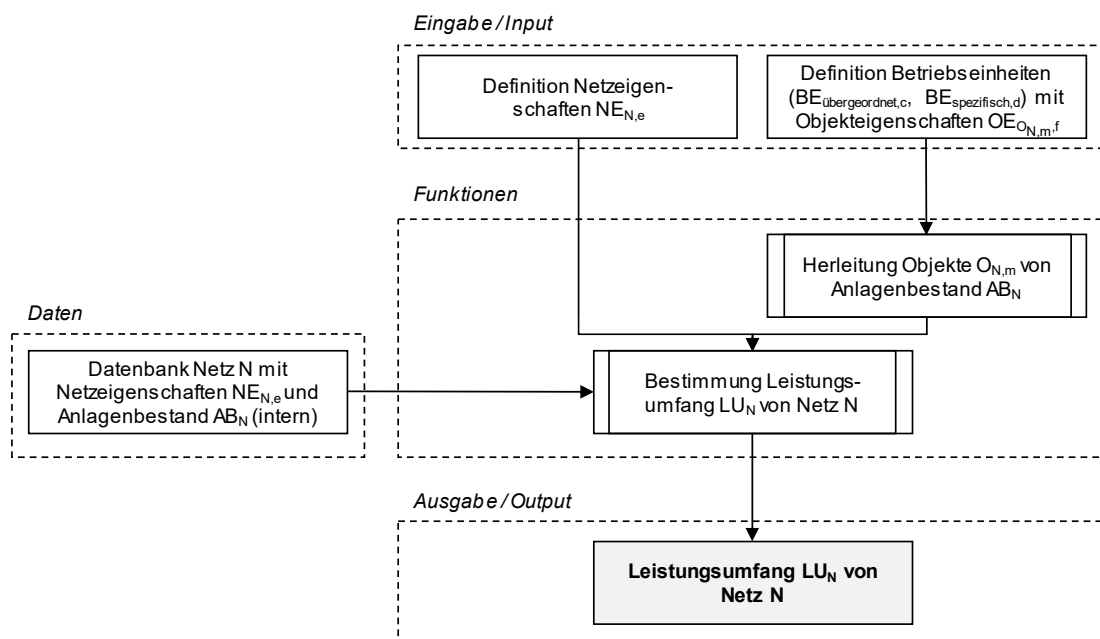 Eingabe / Input
Definition Netzeigen-
schaften NE_N,e
Definition Betriebseinheiten
(BE_übergeordnet,c, BE_spezifisch,d) mit
Objekteigenschaften OE_O_N,m,f
Funktionen
Herleitung Objekte O_N,m von
Anlagenbestand AB_N
Daten
Datenbank Netz N mit
Netzeigenschaften NE_N,e und
Anlagenbestand AB_N (intern)
Bestimmung Leistungs-
umfang LU_N von Netz N
Ausgabe / Output
Leistungsumfang LU_N von
Netz N